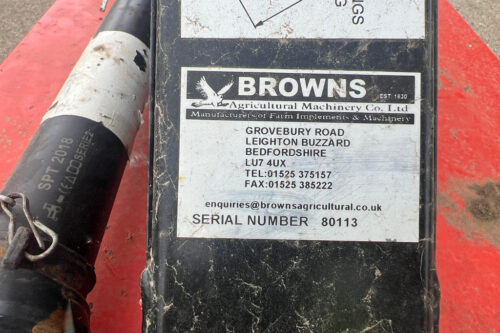 IGS
G
BROWNS
EST 1830
Agricultural Machinery Co. Ltd
Manufacturers of Farm Implements & Machinery
GROVEBURY ROAD
LEIGHTON BUZZARD
BEDFORDSHIRE
LU7 4UX
TEL:01525 375157
FAX:01525 385222
enquiries@brownsagricultural.co.uk
SERIAL NUMBER 80113
SPT 2018